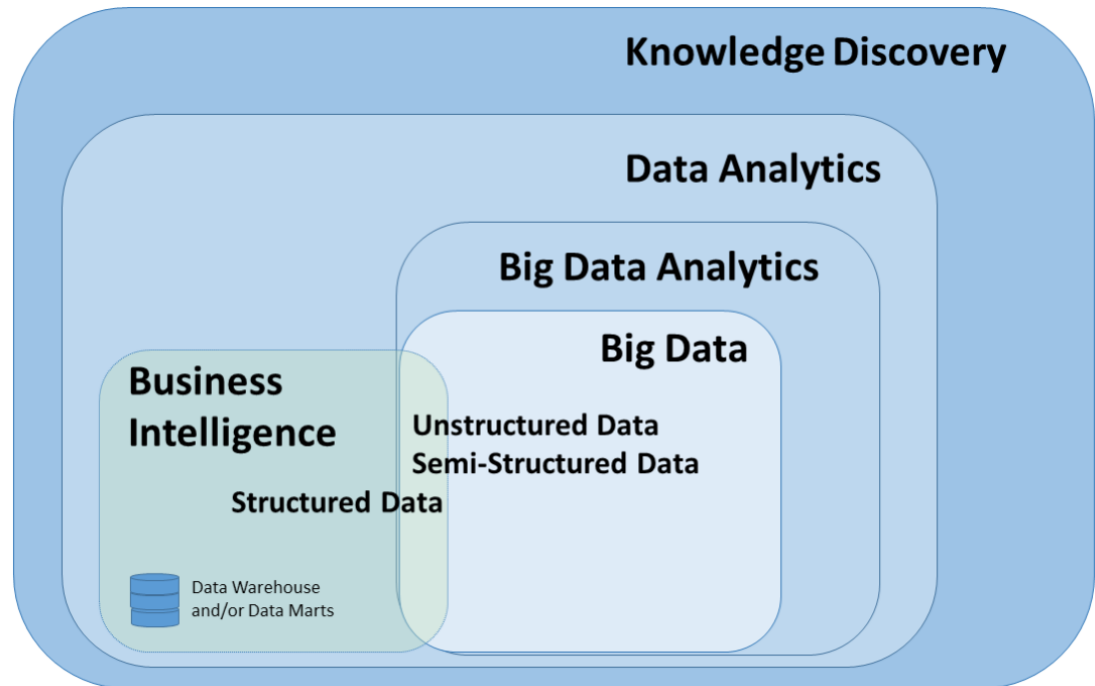 Knowledge Discovery
Data Analytics
Big Data Analytics
Big Data
Business
Intelligence
Unstructured Data
Semi-Structured Data
Structured Data
Data Warehouse
and/or Data Marts